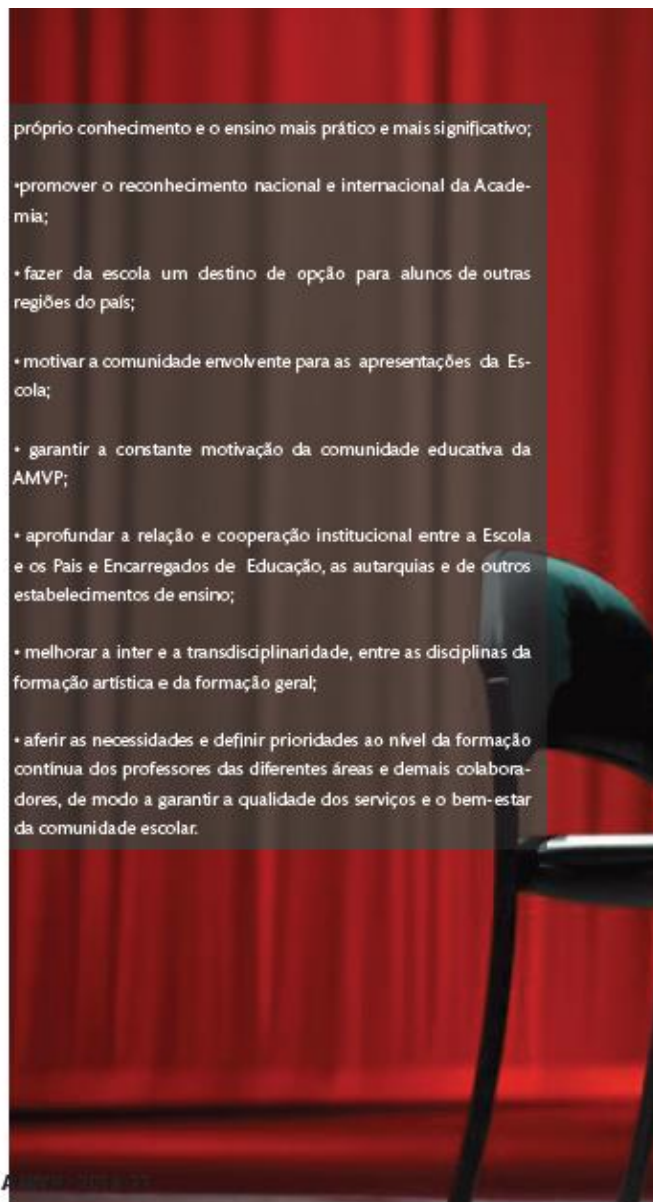 próprio conhecimento e o ensino mais prático e mais significativo;
•promover o reconhecimento nacional e internacional da Acade-
mia;
• fazer da escola um destino de opção para alunos de outras
regiões do país;
• motivar a comunidade envolvente para as apresentações da Es-
cola;
• garantir a constante motivação da comunidade educativa da
AMVP;
• aprofundar a relação e cooperação institucional entre a Escola
e os Pais e Encarregados de Educação, as autarquias e de outros
estabelecimentos de ensino;
• melhorar a inter e a transdisciplinaridade, entre as disciplinas da
formação artística e da formação geral;
• aferir as necessidades e definir prioridades ao nível da formação
contínua dos professores das diferentes áreas e demais colabora-
dores, de modo a garantir a qualidade dos serviços e o bem-estar
da comunidade escolar.